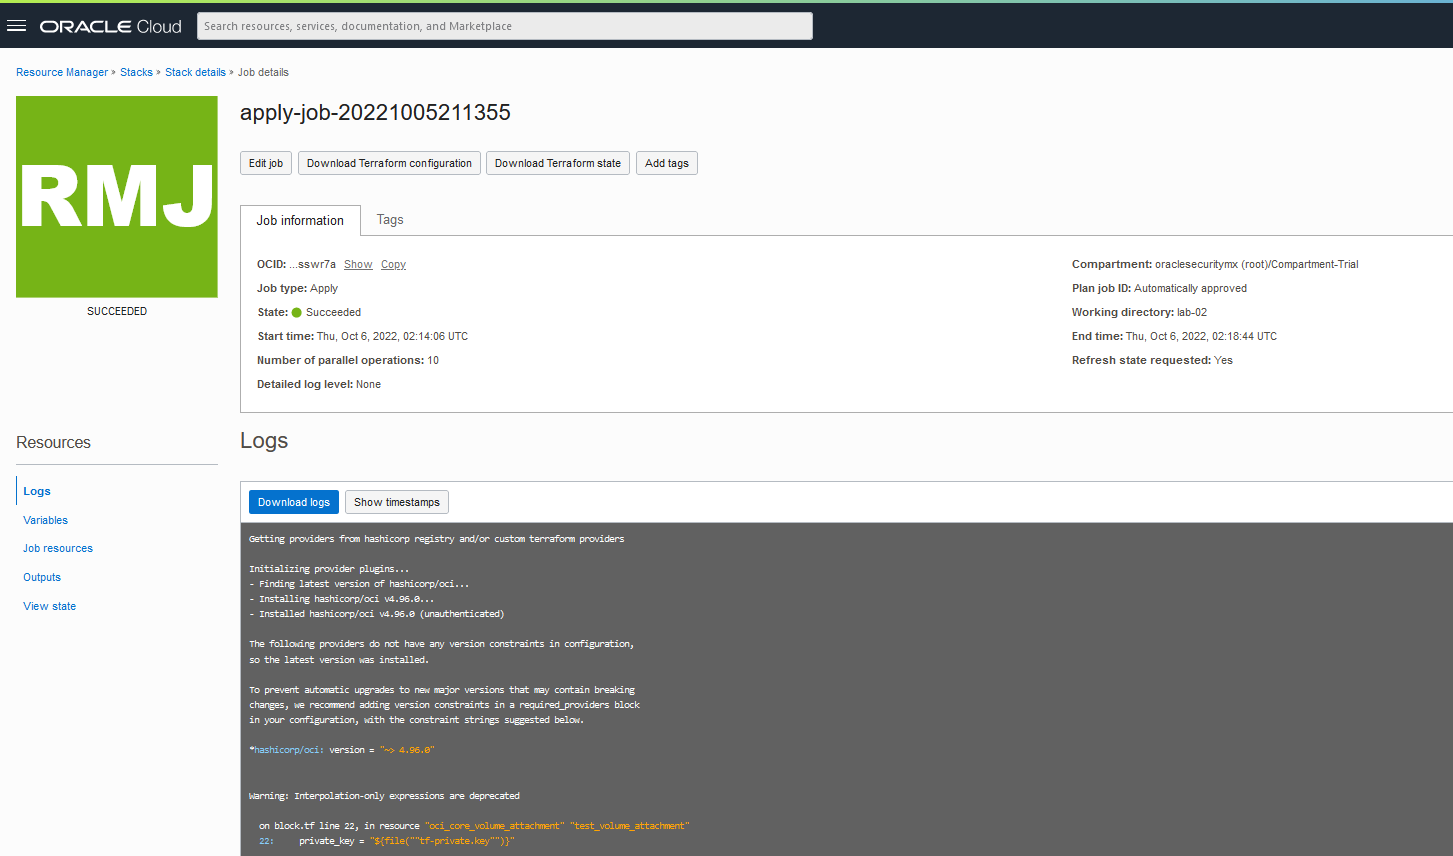 ORACLE Cloud
Search resources, services, documentation, and Marketplace
Resource Manager » Stacks » Stack details » Job details
RMJ
SUCCEEDED
apply-job-20221005211355
Edit job
Download Terraform configuration
Download Terraform state
Add tags
Job information
Tags
OCID: ...sswr7a Show Copy
Job type: Apply
State: Succeeded
Start time: Thu, Oct 6, 2022, 02:14:06 UTC
Number of parallel operations: 10
Detailed log level: None
Compartment: oraclesecuritymx (root)/Compartment-Trial
Plan job ID: Automatically approved
Working directory: lab-02
End time: Thu, Oct 6, 2022, 02:18:44 UTC
Refresh state requested: Yes
Resources
Logs
Variables
Job resources
Outputs
View state
Logs
Download logs
Show timestamps
Getting providers from hashicorp registry and/or custom terraform providers
Initializing provider plugins...
- Finding latest version of hashicorp/oci...
- Installing hashicorp/oci v4.96.0...
- Installed hashicorp/oci v4.96.0 (unauthenticated)
The following providers do not have any version constraints in configuration,
so the latest version was installed.
To prevent automatic upgrades to new major versions that may contain breaking
changes, we recommend adding version constraints in a required_providers block
in your configuration, with the constraint strings suggested below.
*hashicorp/oci: version = "~> 4.96.0"
Warning: Interpolation-only expressions are deprecated
on block.tf line 22, in resource "oci_core_volume_attachment" "test_volume_attachment"
22: private_key = "${file(""tf-private.key"")}"